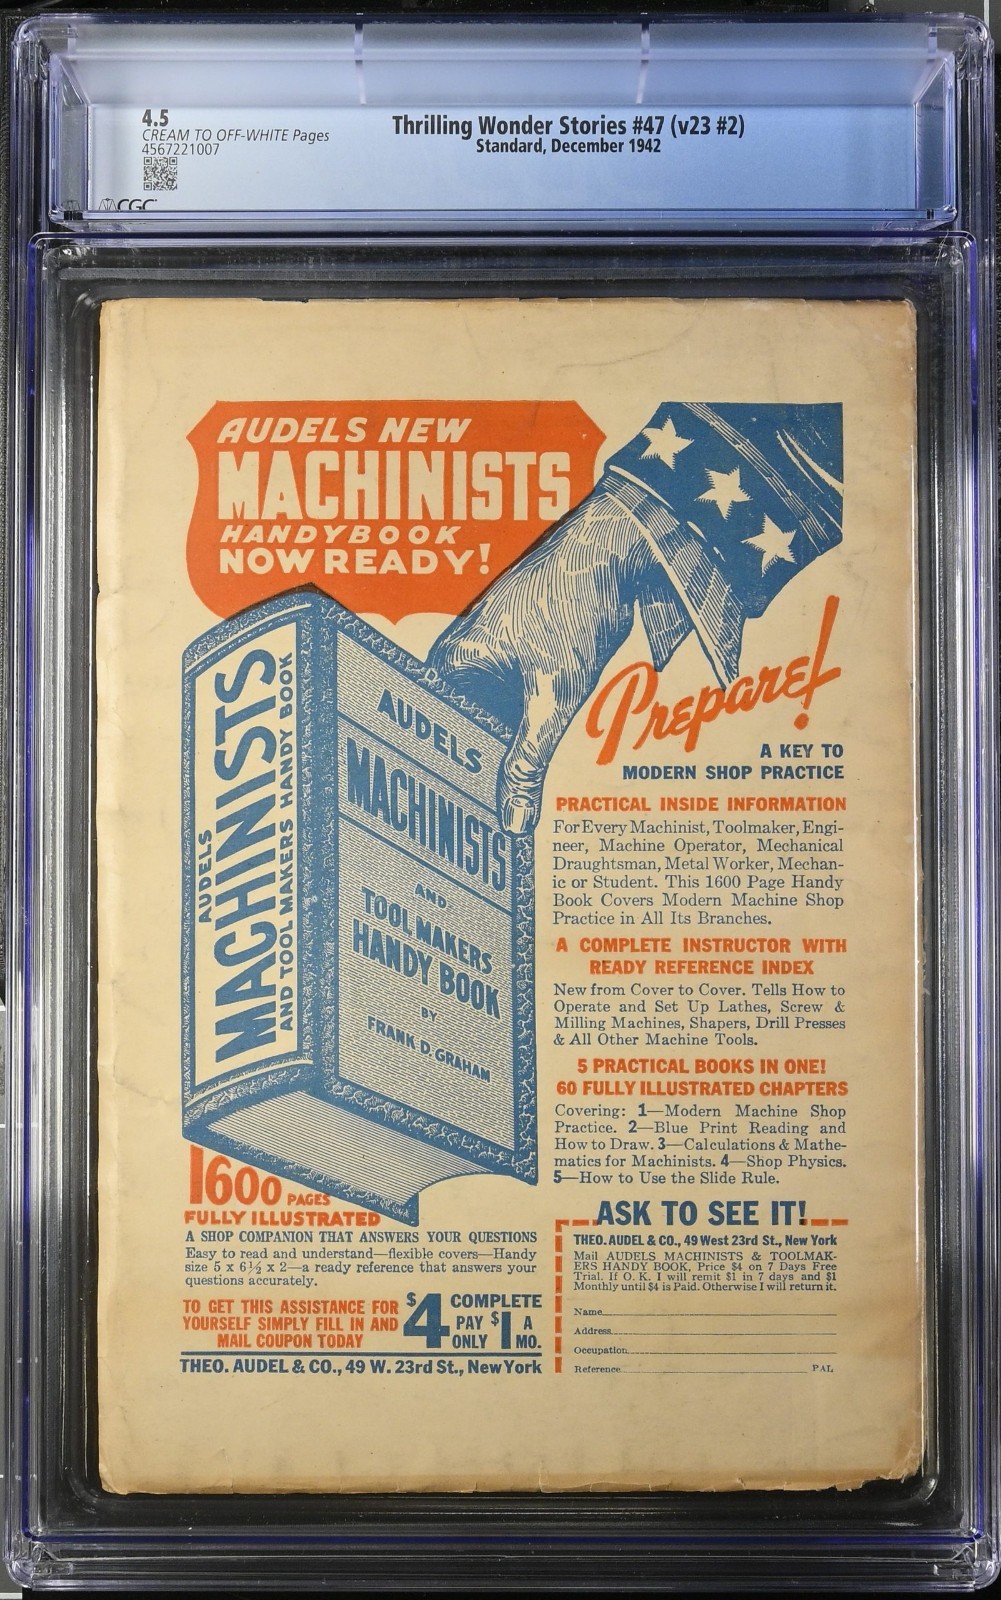 4.5
CREAM TO OFF-WHITE Pages
4567221007
CGC
Thrilling Wonder Stories #47 (v23 #2)
Standard, December 1942
AUDELS NEW
MACHINISTS
HANDYBOOK
NOW READY!
AUDELS
MACHINISTS
AND TOOL MAKERS HANDY BOOK
AUDELS
MACHINISTS
AND
TOOL MAKERS
HANDY BOOK
BY
FRANK D. GRAHAM
Prepare!
A KEY TO
MODERN SHOP PRACTICE
PRACTICAL INSIDE INFORMATION
For Every Machinist, Toolmaker, Engi-
neer, Machine Operator, Mechanical
Draughtsman, Metal Worker, Mechan-
ic or Student. This 1600 Page Handy
Book Covers Modern Machine Shop
Practice in All Its Branches.
A COMPLETE INSTRUCTOR WITH
READY REFERENCE INDEX
New from Cover to Cover. Tells How to
Operate and Set Up Lathes, Screw &
Milling Machines, Shapers, Drill Presses
& All Other Machine Tools.
5 PRACTICAL BOOKS IN ONE!
60 FULLY ILLUSTRATED CHAPTERS
Covering: 1—Modern Machine Shop
Practice. 2—Blue Print Reading and
How to Draw. 3—Calculations & Mathe-
matics for Machinists. 4—Shop Physics.
5—How to Use the Slide Rule.
1600 PAGES
FULLY ILLUSTRATED
A SHOP COMPANION THAT ANSWERS YOUR QUESTIONS
Easy to read and understand—flexible covers—Handy
size 5 x 6½ x 2—a ready reference that answers your
questions accurately.
TO GET THIS ASSISTANCE FOR
YOURSELF SIMPLY FILL IN AND
MAIL COUPON TODAY
$4 COMPLETE
PAY $1 A
ONLY MO.
THEO. AUDEL & CO., 49 W. 23rd St., New York
ASK TO SEE IT!
THEO. AUDEL & CO., 49 West 23rd St., New York
Mail AUDELS MACHINISTS & TOOLMAK-
ERS HANDY BOOK, Price $4 on 7 Days Free
Trial. If O. K. I will remit $1 in 7 days and $1
Monthly until $4 is Paid. Otherwise I will return it.
Name
Address
Occupation
Reference PAL